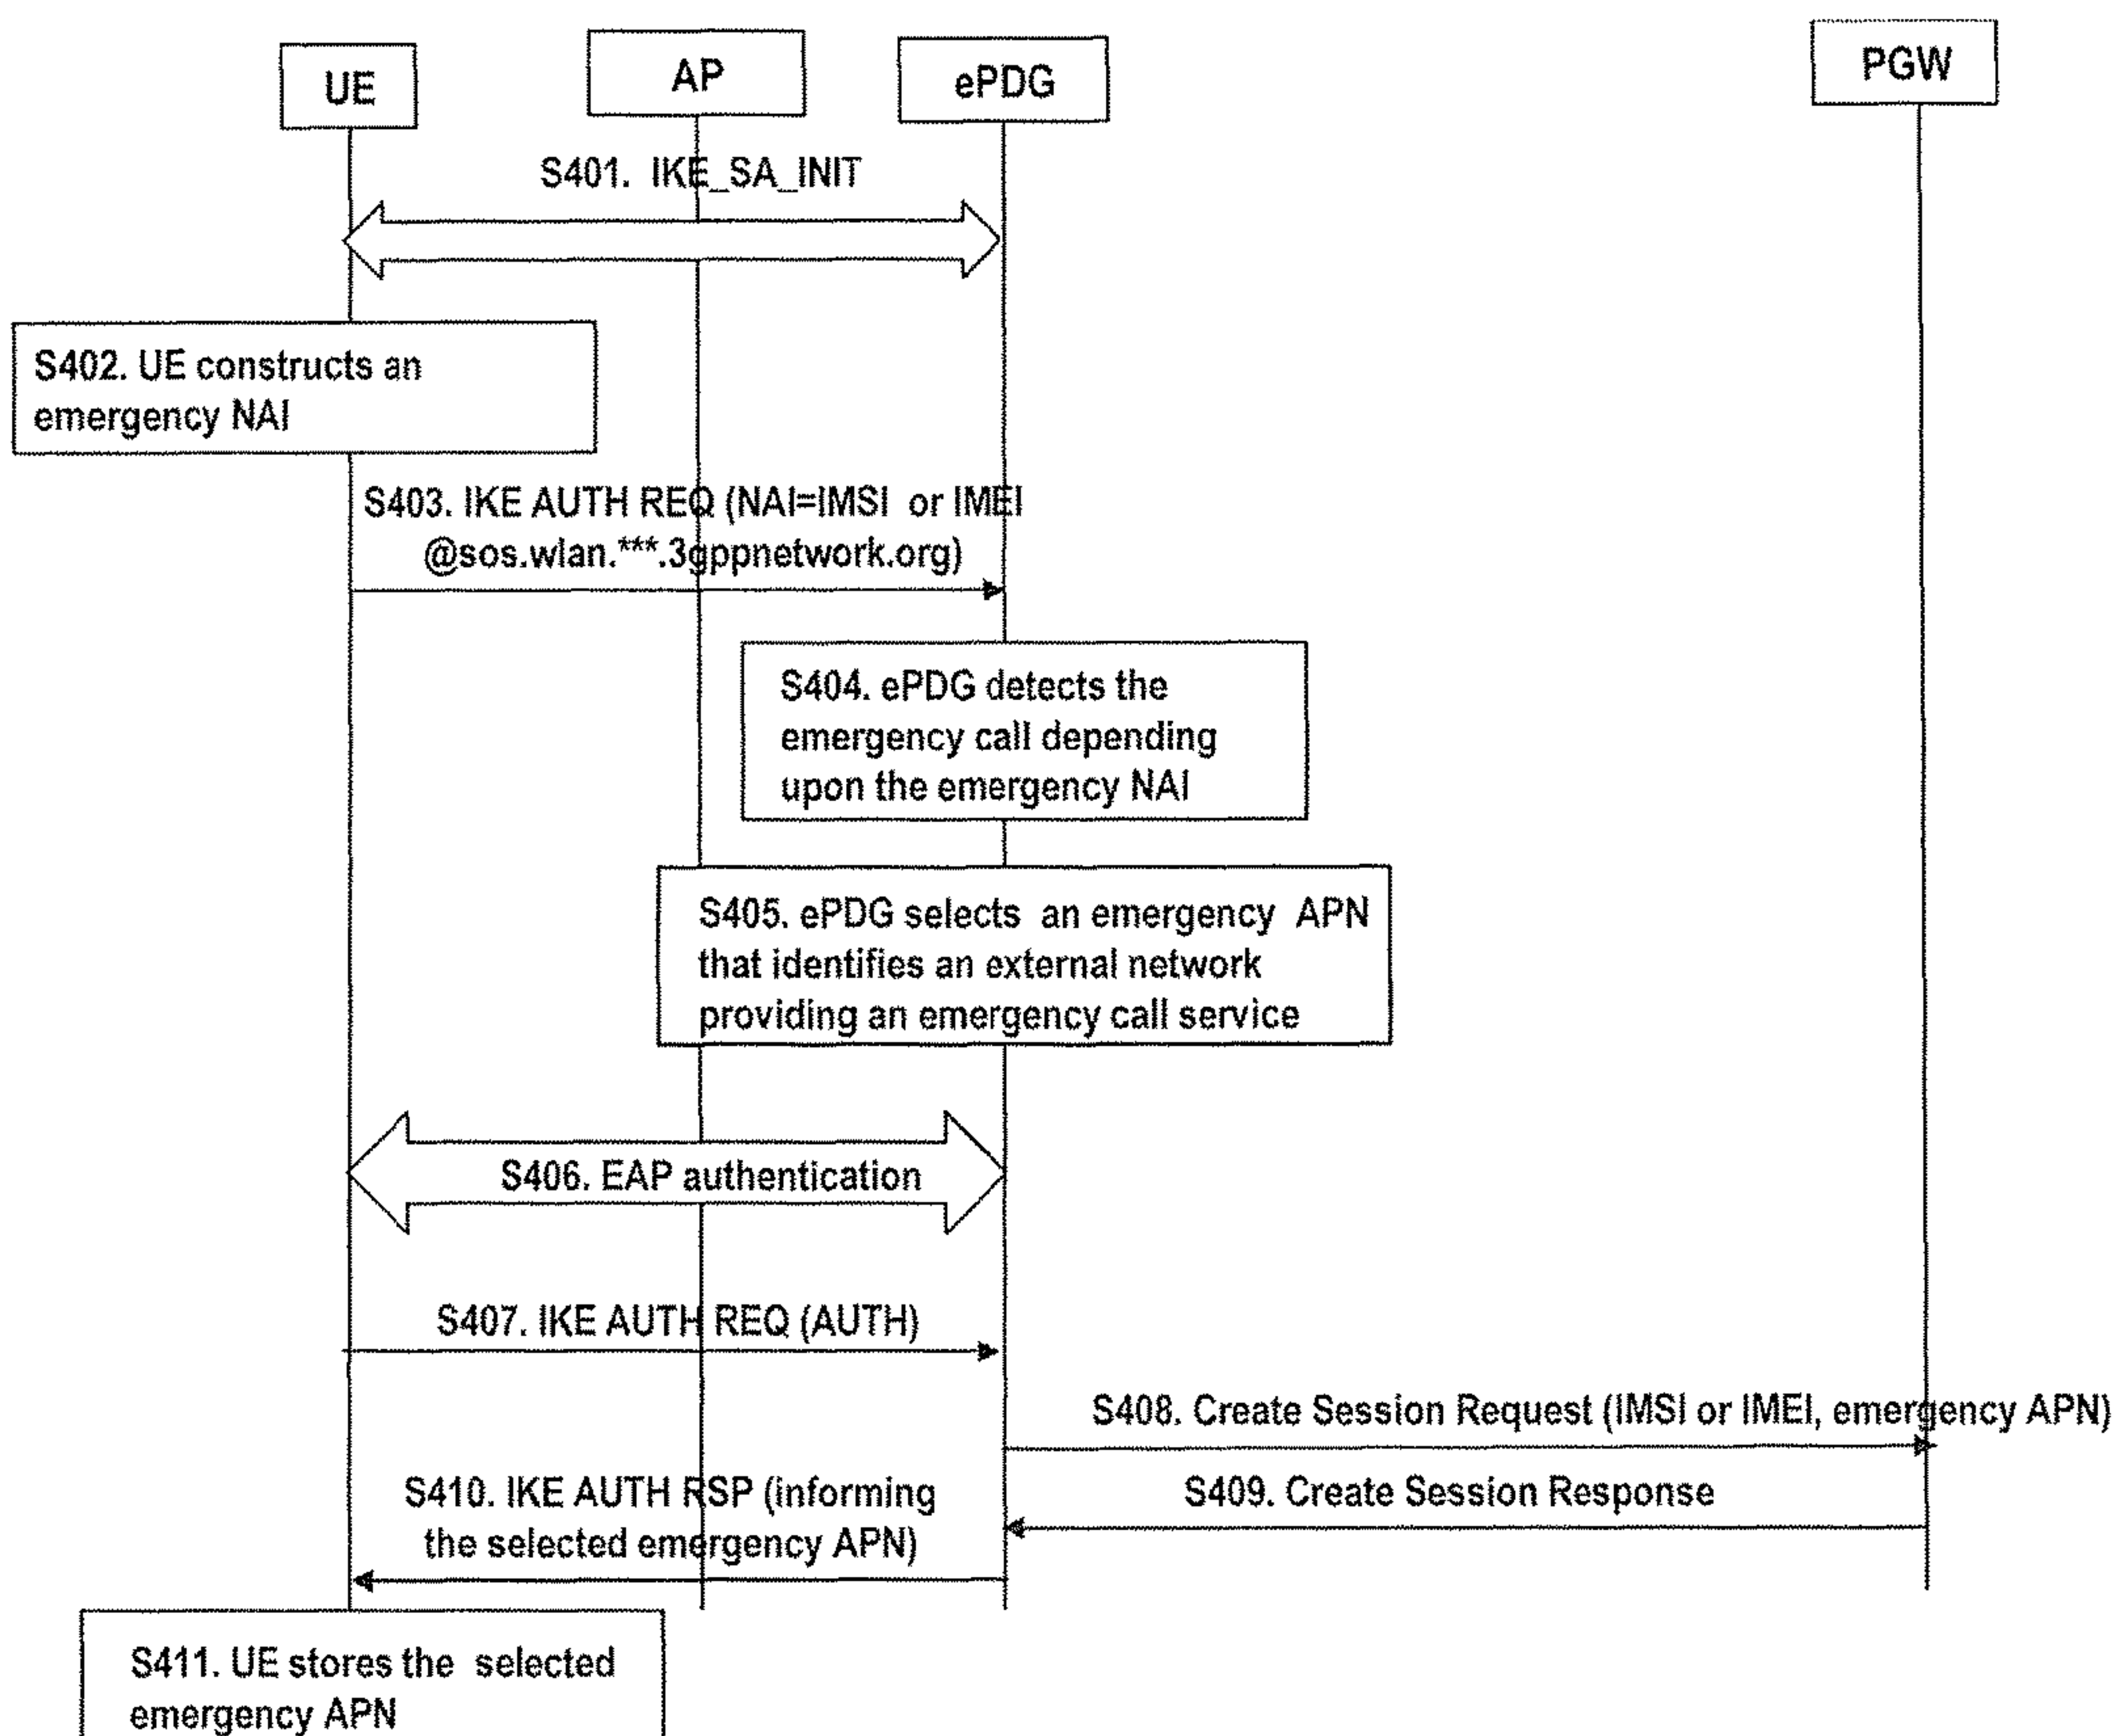 UE
AP
ePDG
PGW
S401. IKE_SA_INIT
S402. UE constructs an
emergency NAI
S403. IKE AUTH REQ (NAI=IMSI or IMEI
@sos.wlan.***.3gppnetwork.org)
S404. ePDG detects the
emergency call depending
upon the emergency NAI
S405. ePDG selects an emergency APN
that identifies an external network
providing an emergency call service
S406. EAP authentication
S407. IKE AUTH REQ (AUTH)
S408. Create Session Request (IMSI or IMEI, emergency APN)
S409. Create Session Response
S410. IKE AUTH RSP (informing
the selected emergency APN)
S411. UE stores the selected
emergency APN